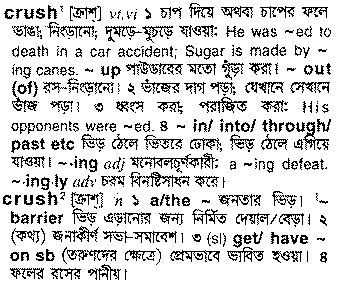 crush¹ [ক্রাশ] vt,vi ১ চাপ দিয়ে অথবা চাপের ফলে
ভাঙা; নিংড়ানো; দুমড়ে-মুচড়ে যাওয়া: He was ~ed to
death in a car accident; Sugar is made by ~
ing canes. ~ up পাউডারের মতো গুঁড়া করা। ~ out
(of) রস-নিংড়ানো। ২ ভাঁজের দাগ পড়া; যেখানে সেখানে
ভাঁজ পড়া। ৩ ধ্বংস করা; পরাজিত করা: His
opponents were ~ed. ৪ ~ in/ into/ through/
past etc ভিড় ঠেলে ভিতরে ঢোকা; ভিড় ঠেলে এগিয়ে
যাওয়া। ~·ing adj মনোবলচূর্ণকারী: a ~ing defeat.
~·ing·ly adv চরম বিনষ্টিসাধন করে।
crush² [ক্রাশ] n ১ a/the ~ জনতার ভিড়। '~
barrier ভিড় এড়ানোর জন্য নির্মিত দেয়াল/বেড়া। ২
(কথ্য) জনাকীর্ণ সভা-সমাবেশ। ৩ (sl) get/ have ~
on sb (তরুণদের ক্ষেত্রে) প্রেমভাবে ভাবিত হওয়া। ৪
ফলের রসের পানীয়।